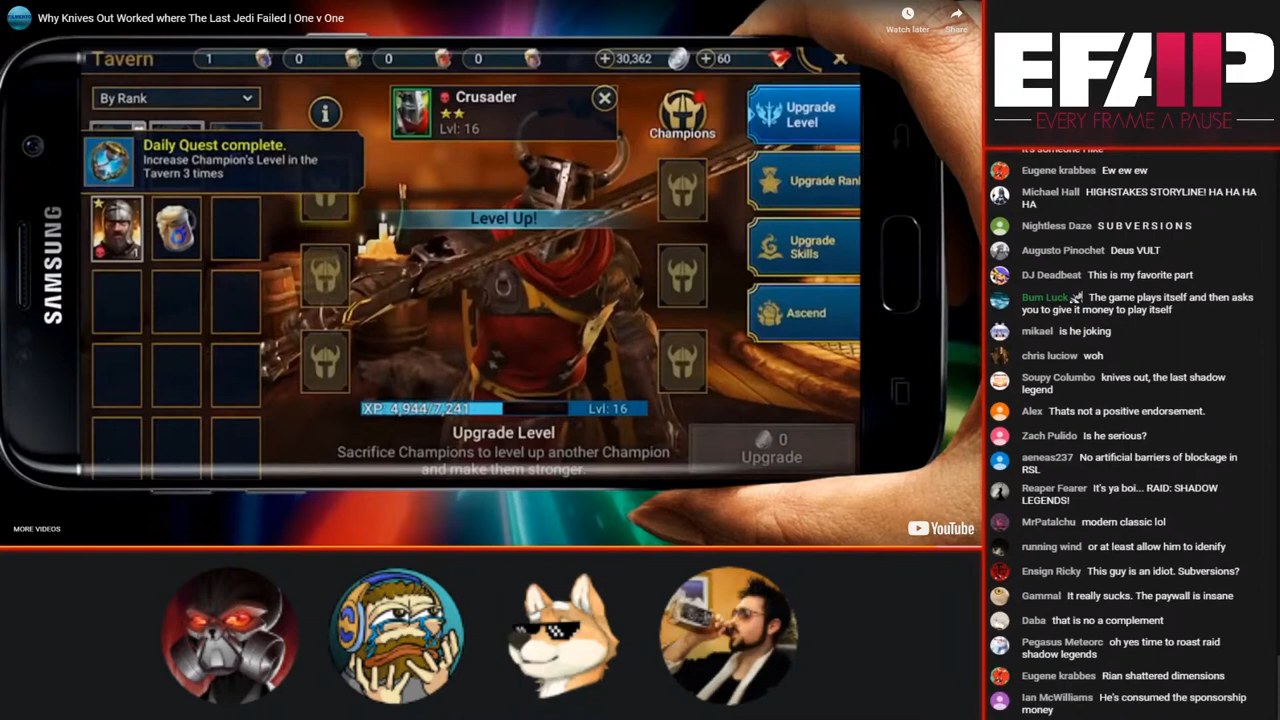 Why Knives Out Worked where The Last Jedi Failed | One v One
Watch later
Share
Tavern
1
0
0
0
30,362
60
By Rank
i
Crusader
Lvl: 16
Champions
Upgrade
Level
Daily Quest complete.
Increase Champion's Level in the
Tavern 3 times
Upgrade Rank
Level Up!
Upgrade
Skills
Ascend
SAMSUNG
XP: 4,944/7,241
Lvl: 16
Upgrade Level
Sacrifice Champions to level up another Champion
and make them stronger.
0
Upgrade
MORE VIDEOS
YouTube
EFAP
EVERY FRAME A PAUSE
it's someone I like
Eugene krabbes Ew ew ew
Michael Hall HIGHSTAKES STORYLINE! HA HA HA
HA
Nightless Daze S U B V E R S I O N S
Augusto Pinochet Deus VULT
DJ Deadbeat This is my favorite part
Bum Luck The game plays itself and then asks
you to give it money to play itself
mikael is he joking
chris luciow woh
Soupy Columbo knives out, the last shadow
legend
Alex Thats not a positive endorsement.
Zach Pulido Is he serious?
aeneas237 No artificial barriers of blockage in
RSL
Reaper Fearer It's ya boi... RAID: SHADOW
LEGENDS!
MrPatalchu modern classic lol
running wind or at least allow him to idenify
Ensign Ricky This guy is an idiot. Subversions?
Gammal It really sucks. The paywall is insane
Daba that is no a complement
Pegasus Meteorc oh yes time to roast raid
shadow legends
Eugene krabbes Rian shattered dimensions
Ian McWilliams He's consumed the sponsorship
money